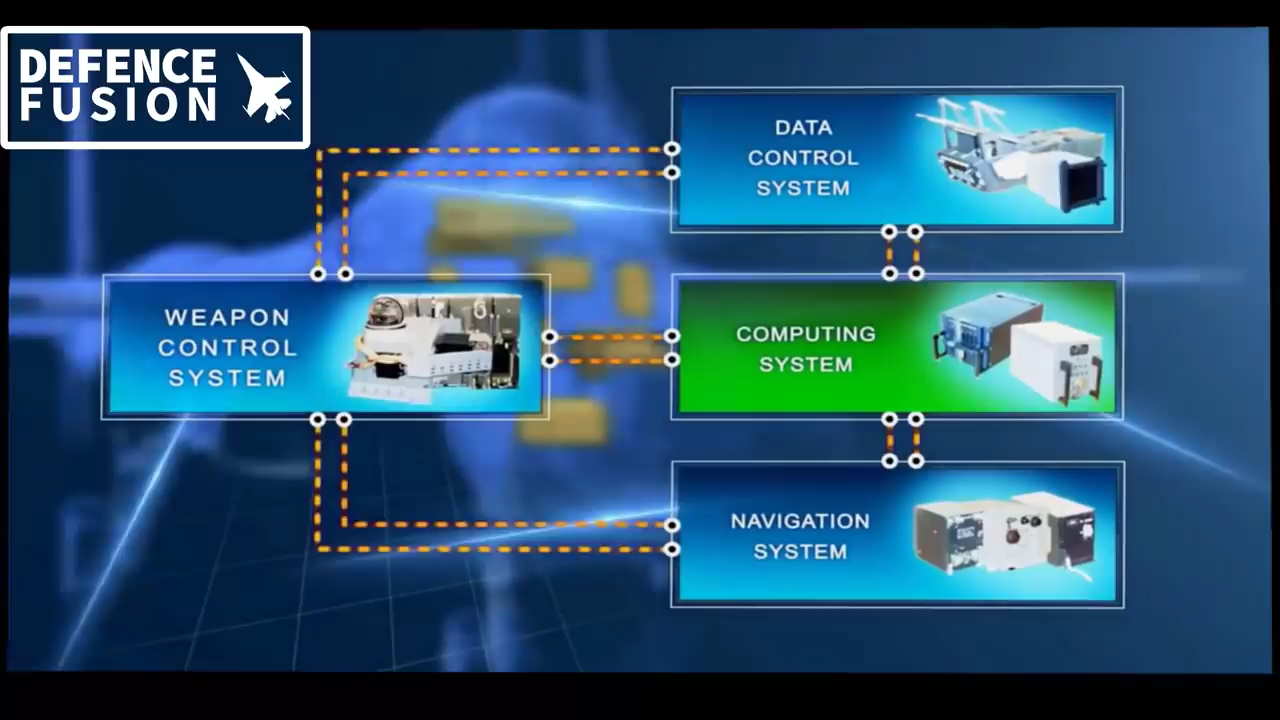 DEFENCE
FUSION
DATA
CONTROL
SYSTEM
WEAPON
CONTROL
SYSTEM
COMPUTING
SYSTEM
NAVIGATION
SYSTEM